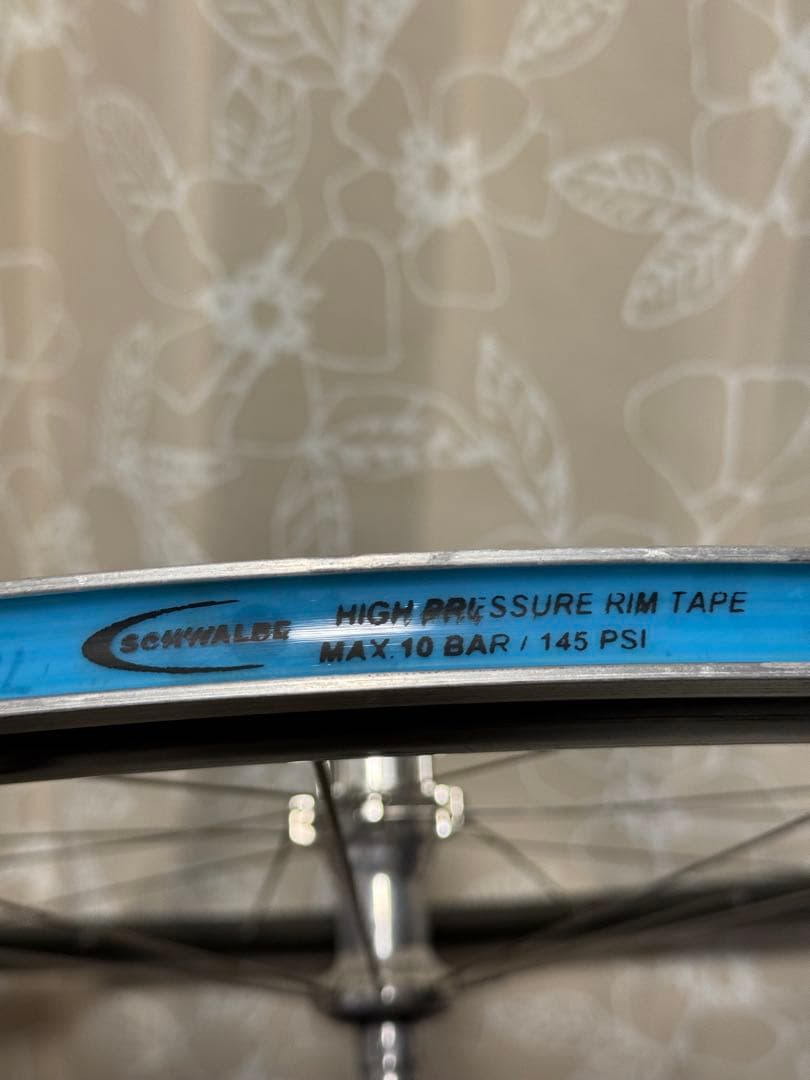 SCHWALBE
HIGH PRESSURE RIM TAPE
MAX.10 BAR / 145 PSI